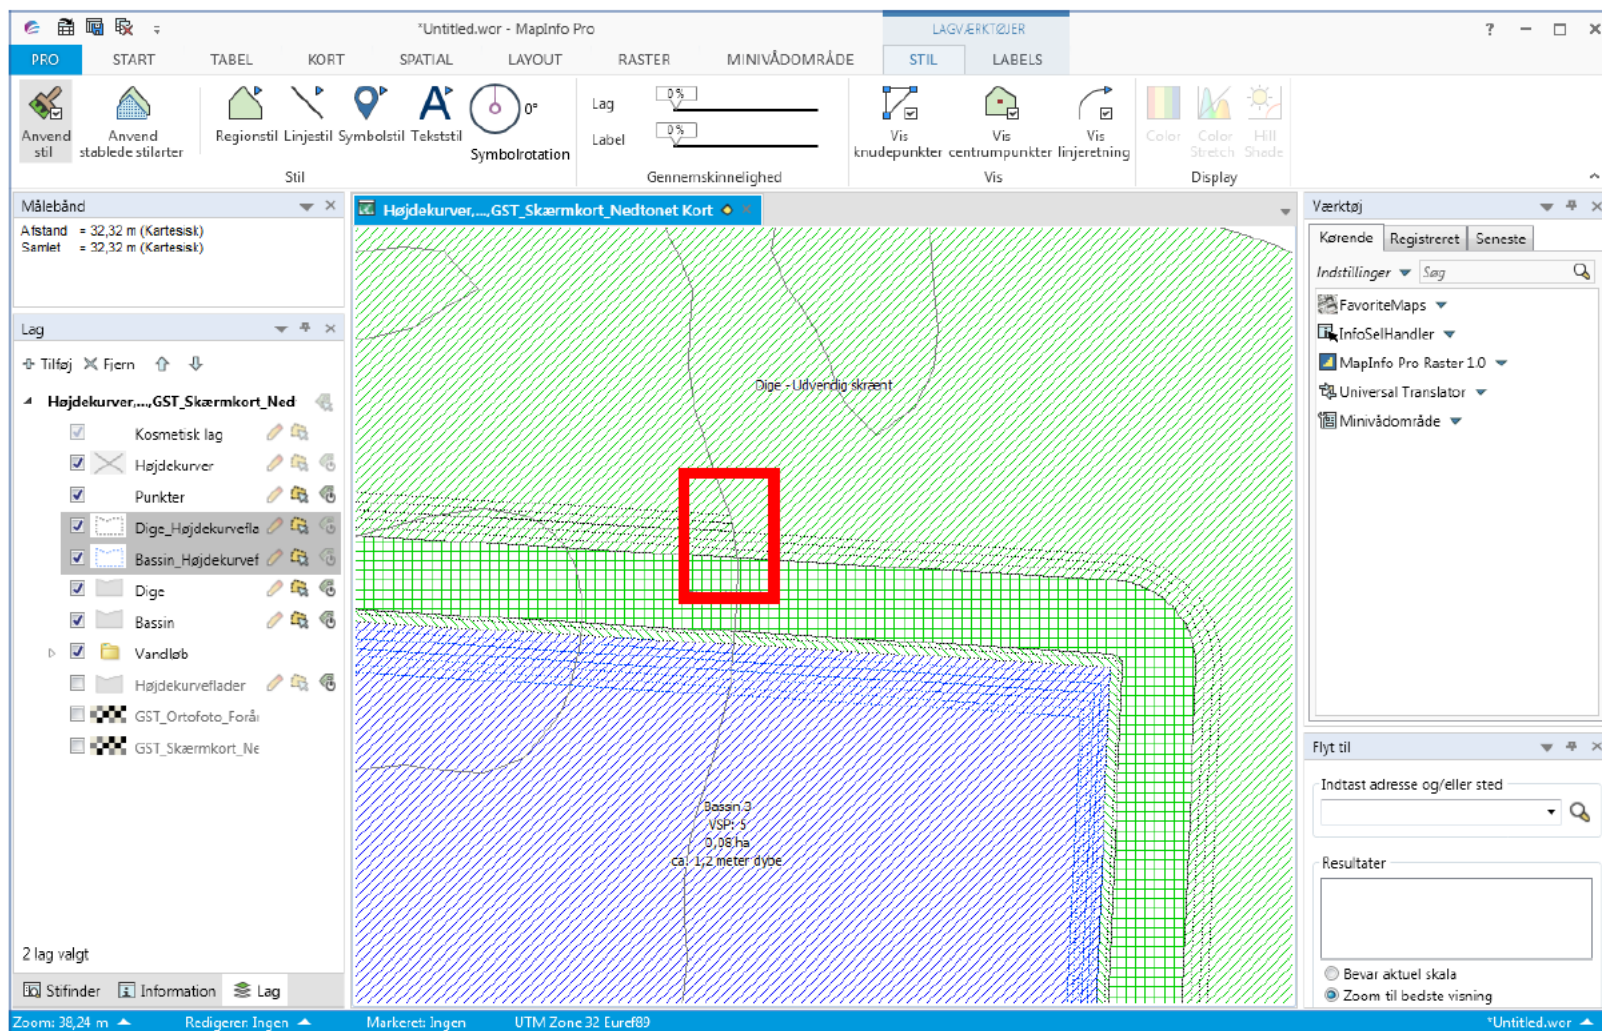 *Untitled.wor - MapInfo Pro
LAGVÆRKTØJER
PRO START TABEL KORT SPATIAL LAYOUT RASTER MINIVÅDOMRÅDE STIL LABELS
Anvend stil
Anvend stablede stilarter
Regionstil Linjestil Symbolstil Tekststil
0°
Symbolrotation
Stil
Lag 0%
Label 0%
Gennemskinnelighed
Vis knudepunkter
Vis centrumpunkter
Vis linjeretning
Vis
Color
Color Stretch
Hill Shade
Display
Målebånd
Afstand = 32,32 m (Kartesisk)
Samlet = 32,32 m (Kartesisk)
Lag
Tilføj Fjern
Højdekurver,...,GST_Skærmkort_Ned
Kosmetisk lag
Højdekurver
Punkter
Dige_Højdekurvefla
Bassin_Højdekurvef
Dige
Bassin
Vandløb
Højdekurveflader
GST_Ortofoto_Forår
GST_Skærmkort_Ne
2 lag valgt
Stifinder Information Lag
Højdekurver,...,GST_Skærmkort_Nedtonet Kort
Dige - Udvendig skrænt
Bassin 3
VSP: 5
0,08 ha
ca. 1,2 meter dybe
Værktøj
Kørende Registreret Seneste
Indstillinger Søg
FavoriteMaps
InfoSelHandler
MapInfo Pro Raster 1.0
Universal Translator
Minivådområde
Flyt til
Indtast adresse og/eller sted
Resultater
Bevar aktuel skala
Zoom til bedste visning
Zoom: 38,24 m Redigerer: Ingen Markeret: Ingen UTM Zone 32 Euref89 *Untitled.wor